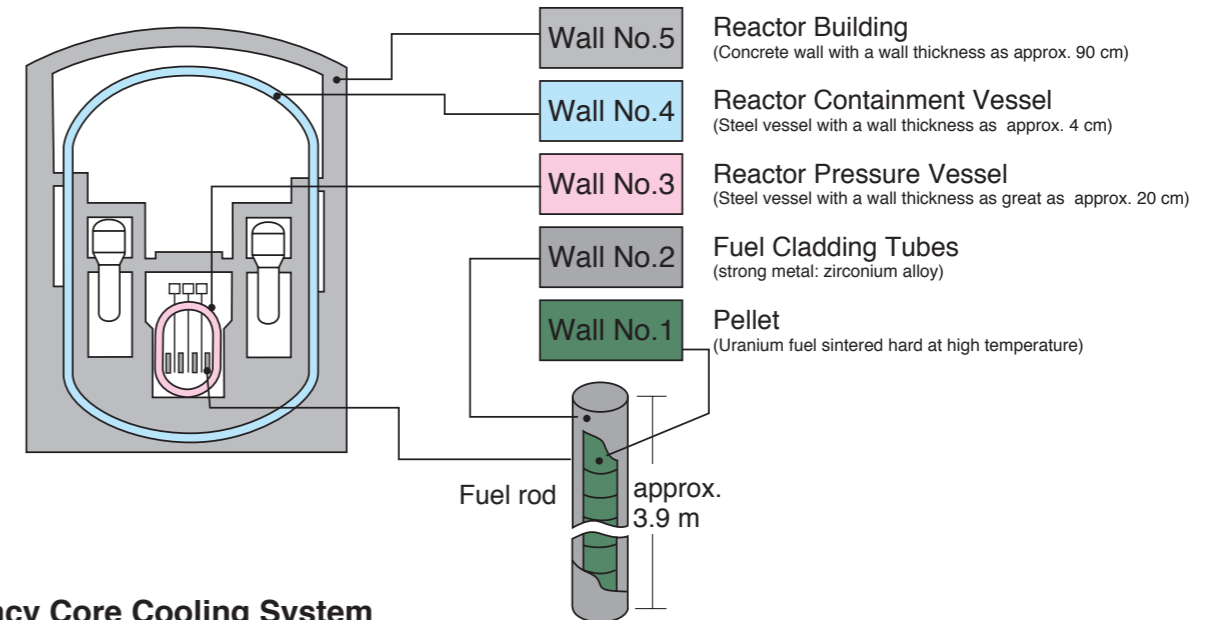 Wall No.5
Reactor Building
(Concrete wall with a wall thickness as approx. 90 cm)
Wall No.4
Reactor Containment Vessel
(Steel vessel with a wall thickness as approx. 4 cm)
Wall No.3
Reactor Pressure Vessel
(Steel vessel with a wall thickness as great as approx. 20 cm)
Wall No.2
Fuel Cladding Tubes
(strong metal: zirconium alloy)
Wall No.1
Pellet
(Uranium fuel sintered hard at high temperature)
Fuel rod
approx.
3.9 m
Core Cooling System